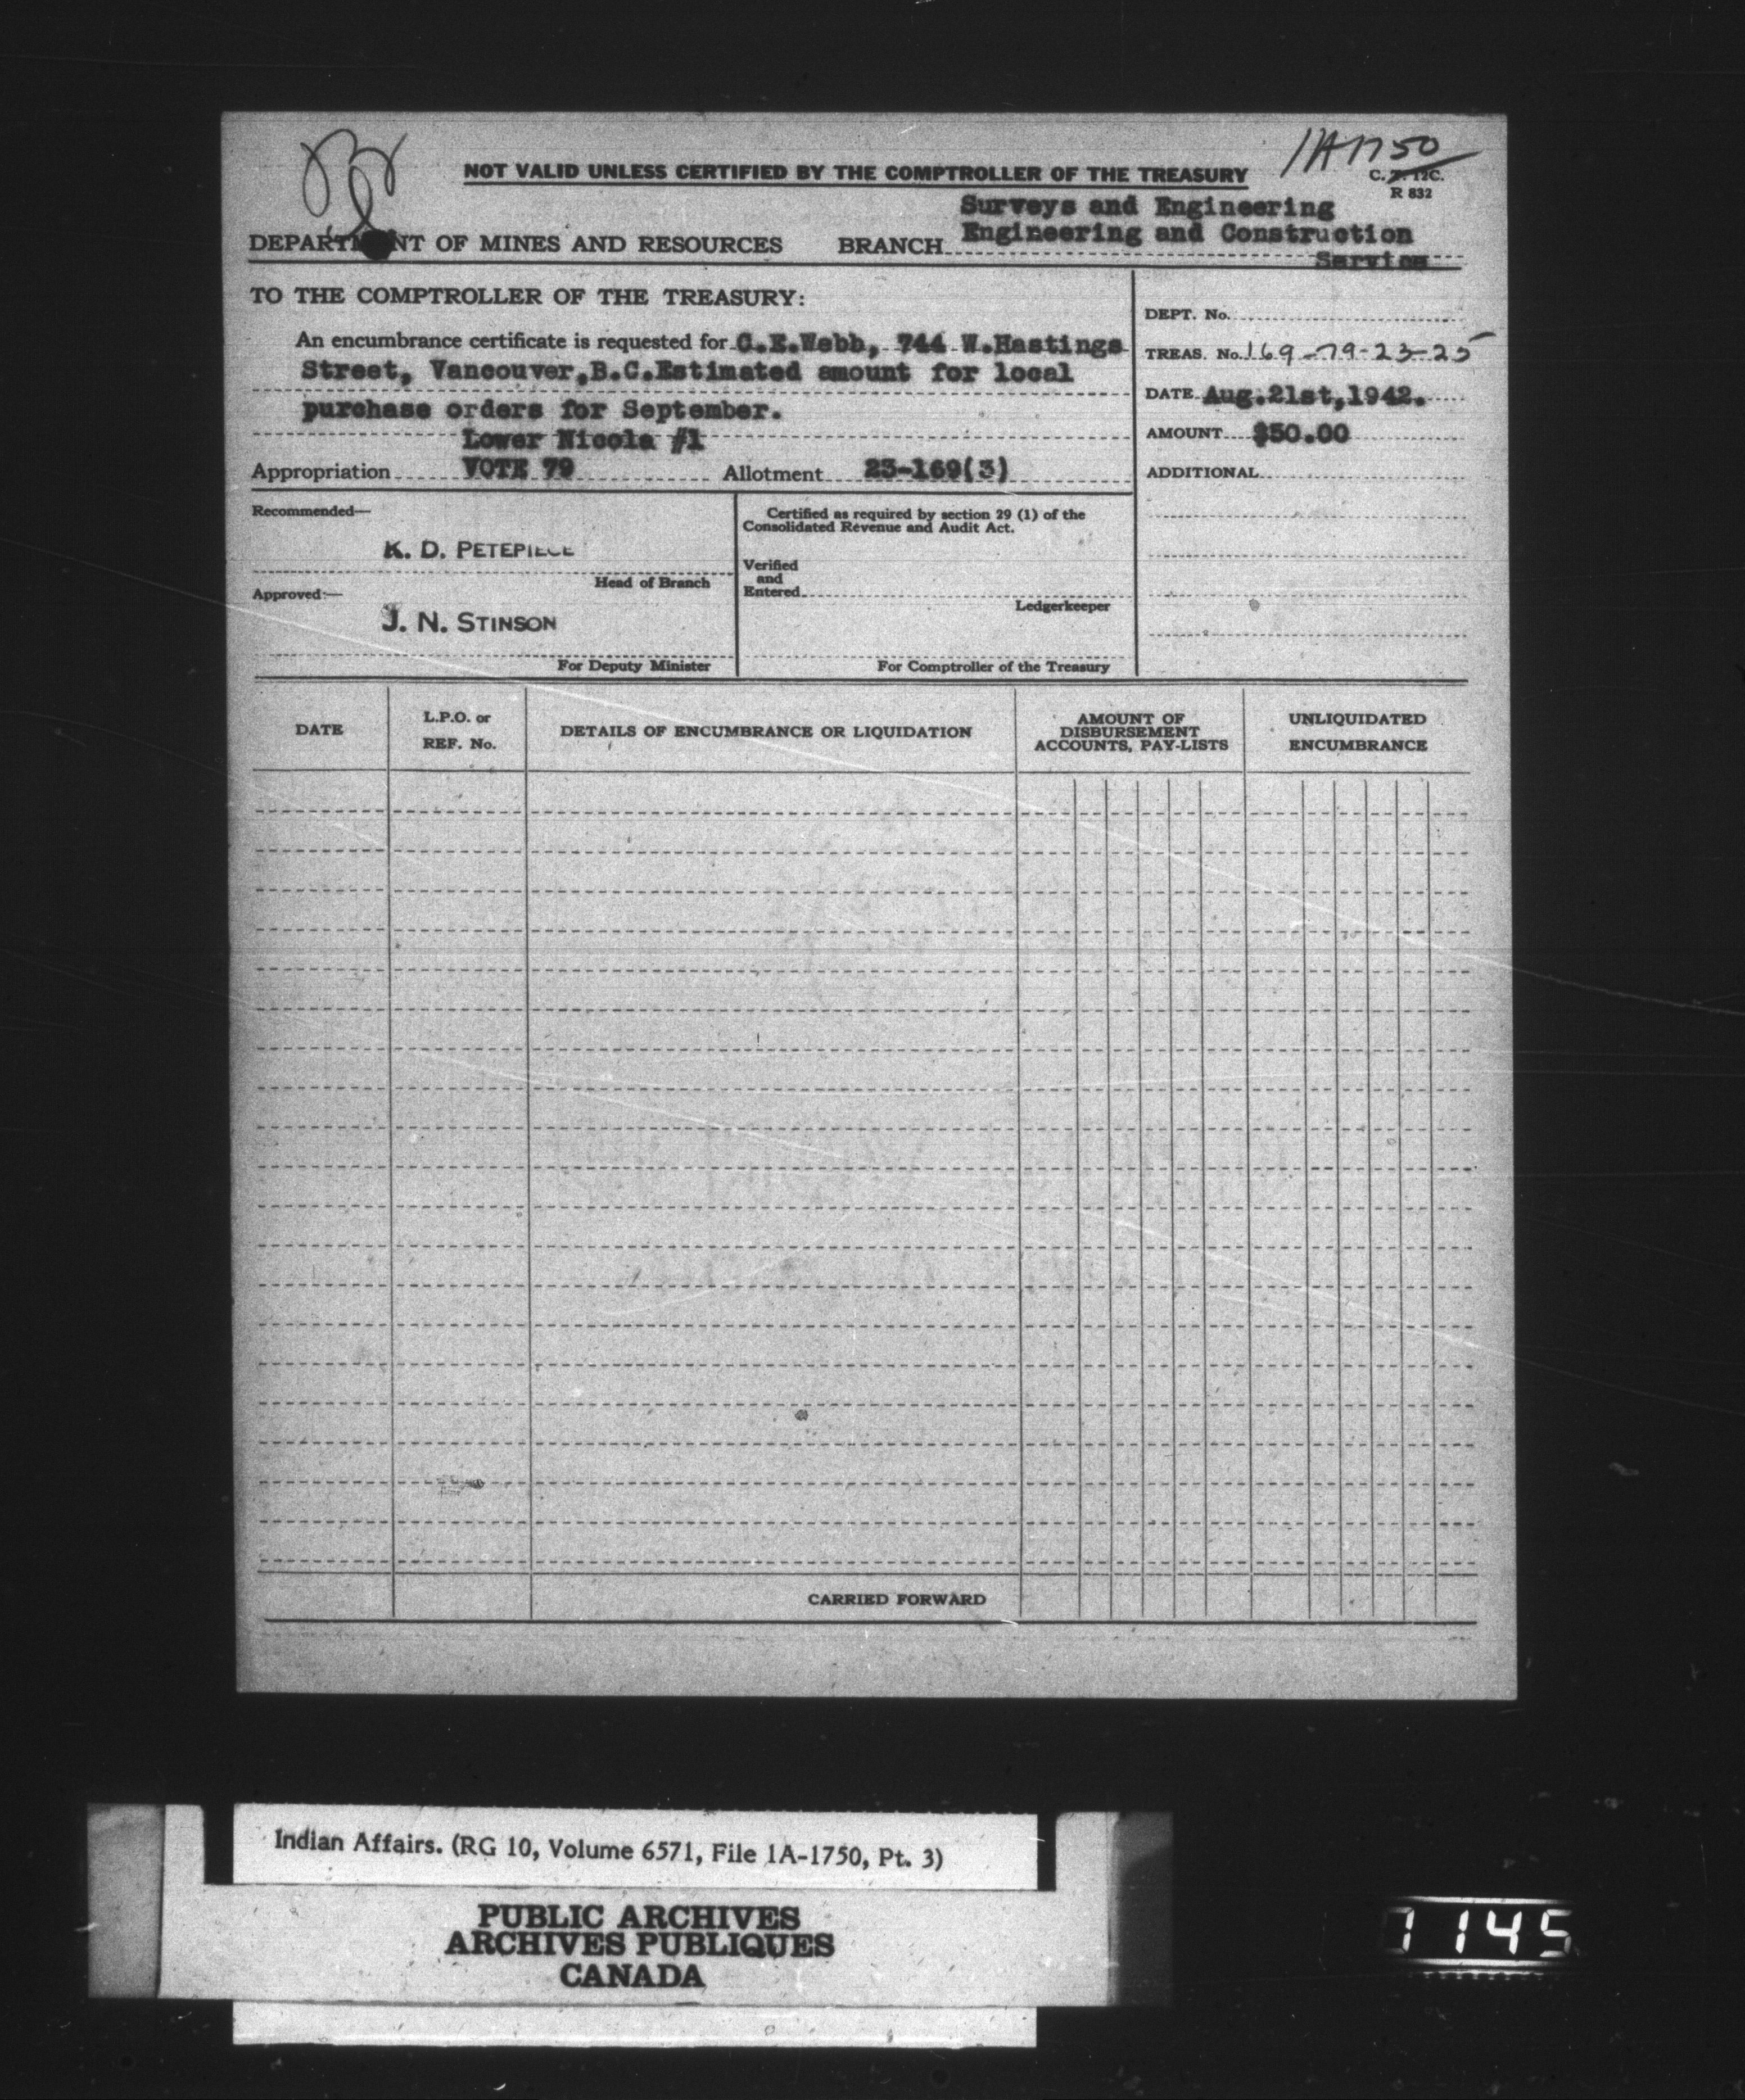 1A1750
NOT VALID UNLESS CERTIFIED BY THE COMPTROLLER OF THE TREASURY
C. T. 12C.
R 832
Surveys and Engineering
DEPARTMENT OF MINES AND RESOURCES BRANCH Engineering and Construction
Service
TO THE COMPTROLLER OF THE TREASURY:
An encumbrance certificate is requested for C.E.Webb, 744 W.Hastings
Street, Vancouver,B.C.Estimated amount for local
purchase orders for September.
Lower Nicola #1
Appropriation VOTE 79 Allotment 23-169(3)
DEPT. No.
TREAS. No. 169-79-23-25
DATE Aug.21st,1942.
AMOUNT $50.00
ADDITIONAL
Recommended—
K. D. PETEPIECE
Head of Branch
Approved:—
J. N. STINSON
For Deputy Minister
Certified as required by section 29 (1) of the
Consolidated Revenue and Audit Act.
Verified
and
Entered
Ledgerkeeper
For Comptroller of the Treasury
DATE
L.P.O. or
REF. No.
DETAILS OF ENCUMBRANCE OR LIQUIDATION
AMOUNT OF
DISBURSEMENT
ACCOUNTS, PAY-LISTS
UNLIQUIDATED
ENCUMBRANCE
CARRIED FORWARD
Indian Affairs. (RG 10, Volume 6571, File 1A-1750, Pt. 3)
PUBLIC ARCHIVES
ARCHIVES PUBLIQUES
CANADA
1145